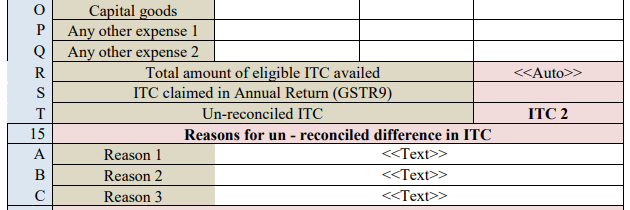 O Capital goods
P Any other expense 1
Q Any other expense 2
R Total amount of eligible ITC availed <<Auto>>
S ITC claimed in Annual Return (GSTR9)
T Un-reconciled ITC ITC 2
15 Reasons for un - reconciled difference in ITC
A Reason 1 <<Text>>
B Reason 2 <<Text>>
C Reason 3 <<Text>>